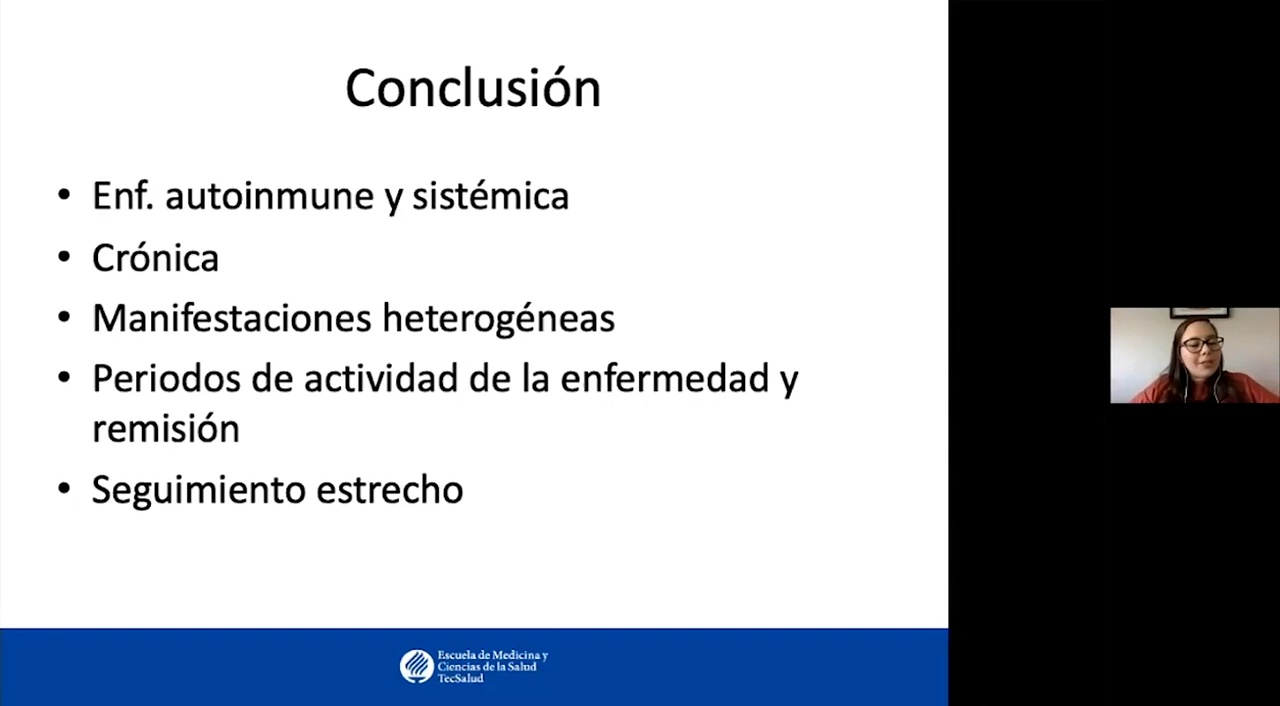 Conclusión
• Enf. autoinmune y sistémica
• Crónica
• Manifestaciones heterogéneas
• Periodos de actividad de la enfermedad y
remisión
• Seguimiento estrecho
Escuela de Medicina y
Ciencias de la Salud
TecSalud